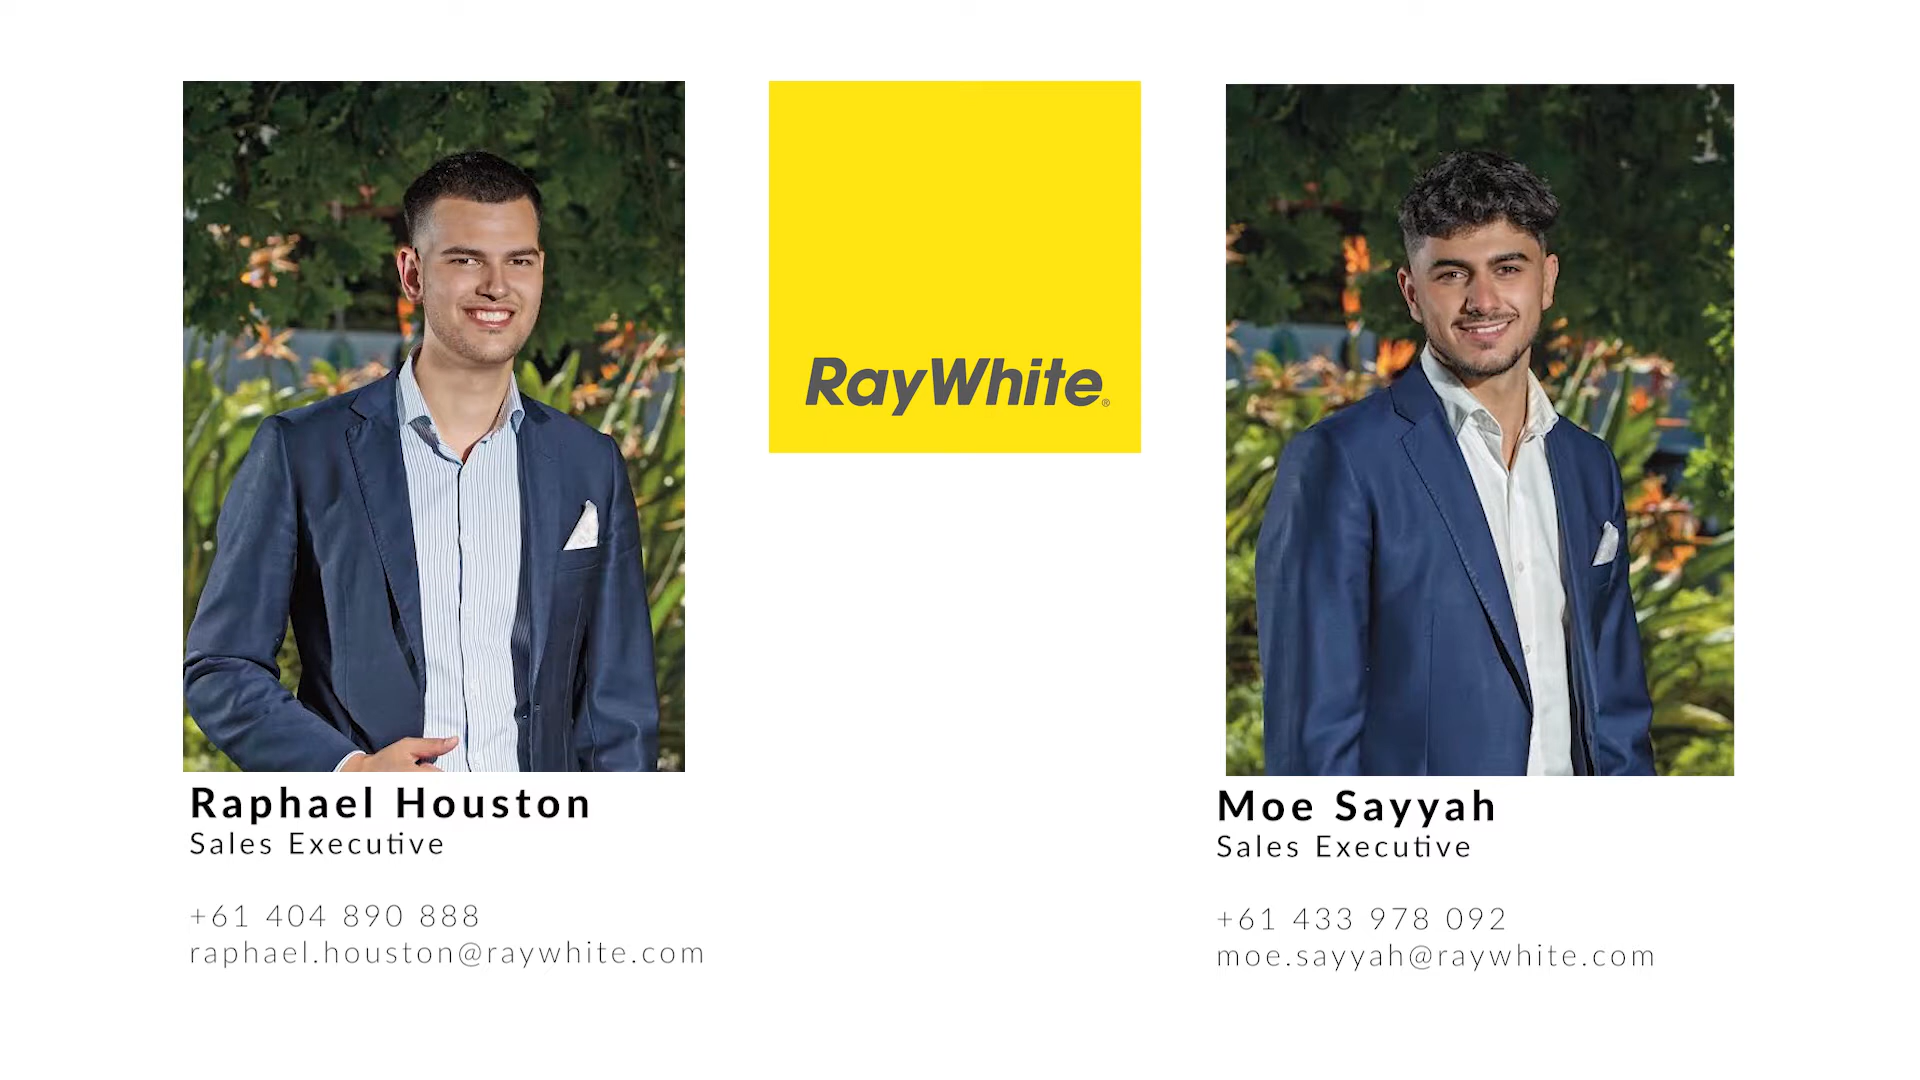 RayWhite®
Raphael Houston
Sales Executive
+61 404 890 888
raphael.houston@raywhite.com
Moe Sayyah
Sales Executive
+61 433 978 092
moe.sayyah@raywhite.com